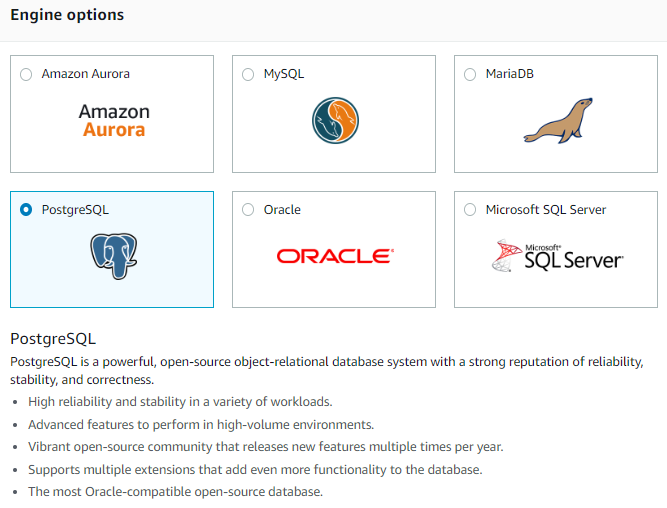 Engine options
Amazon Aurora
MySQL
MariaDB
Amazon
Aurora
PostgreSQL
Oracle
Microsoft SQL Server
ORACLE®
Microsoft®
SQL Server®
PostgreSQL
PostgreSQL is a powerful, open-source object-relational database system with a strong reputation of reliability,
stability, and correctness.
• High reliability and stability in a variety of workloads.
• Advanced features to perform in high-volume environments.
• Vibrant open-source community that releases new features multiple times per year.
• Supports multiple extensions that add even more functionality to the database.
• The most Oracle-compatible open-source database.